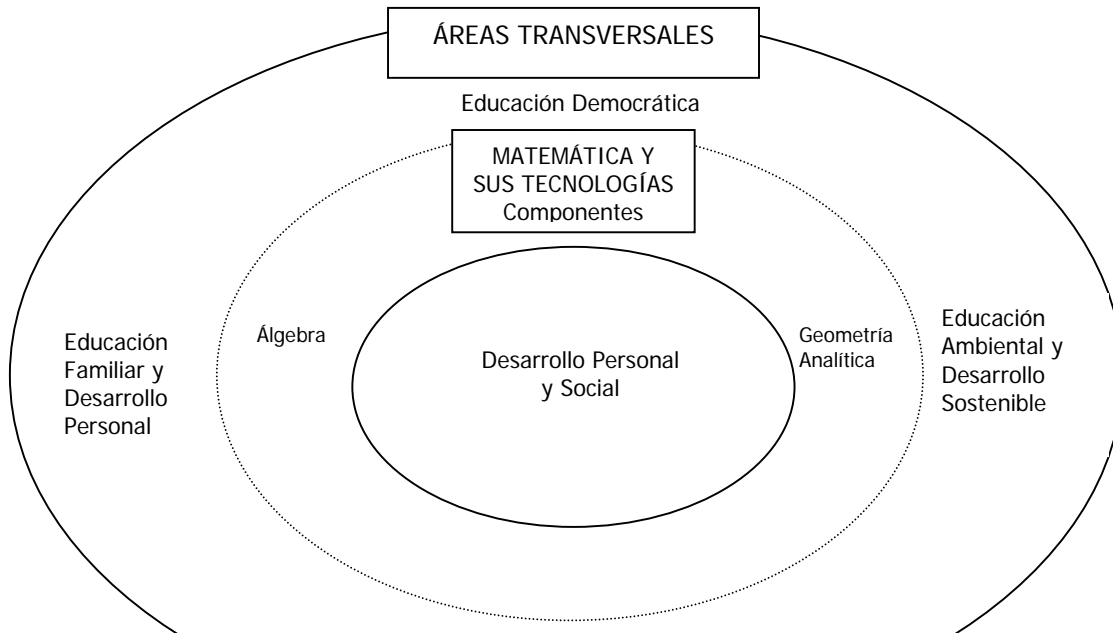 ÁREAS TRANSVERSALES
Educación Democrática
MATEMÁTICA Y
SUS TECNOLOGÍAS
Componentes
Educación
Familiar y
Desarrollo
Personal
Álgebra
Desarrollo Personal
y Social
Geometría
Analítica
Educación
Ambiental y
Desarrollo
Sostenible